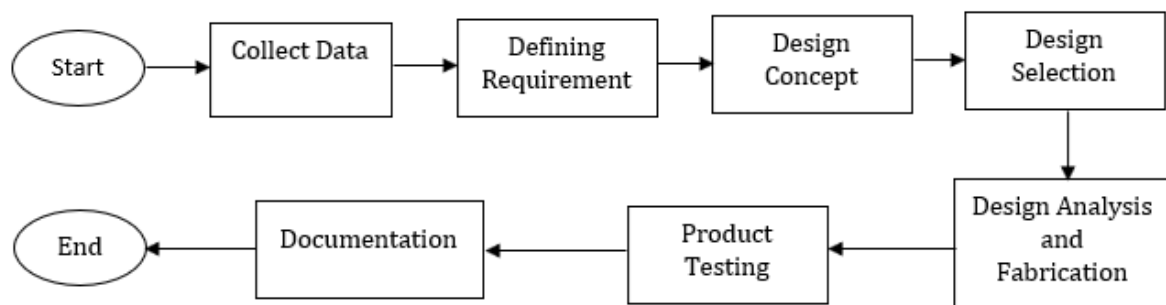 Start
Collect Data
Defining
Requirement
Design
Concept
Design
Selection
Design Analysis
and
Fabrication
Product
Testing
Documentation
End